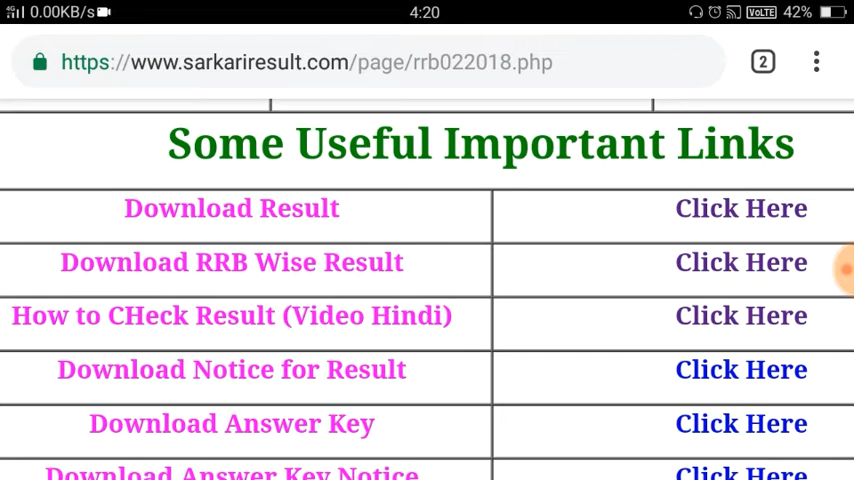 4G 0.00KB/s 4:20 VoLTE 42%
https://www.sarkariresult.com/page/rrb022018.php 2
Some Useful Important Links
Download Result Click Here
Download RRB Wise Result Click Here
How to CHeck Result (Video Hindi) Click Here
Download Notice for Result Click Here
Download Answer Key Click Here
Download Answer Key Notice Click Here